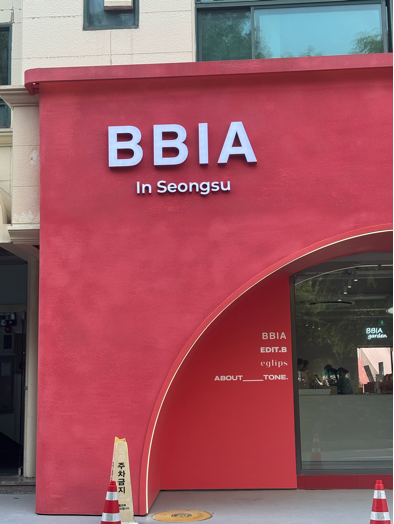 BBIA
In Seongsu
BBIA
EDIT.B
eglips
ABOUT____TONE.
BBIA
garden
주차금지